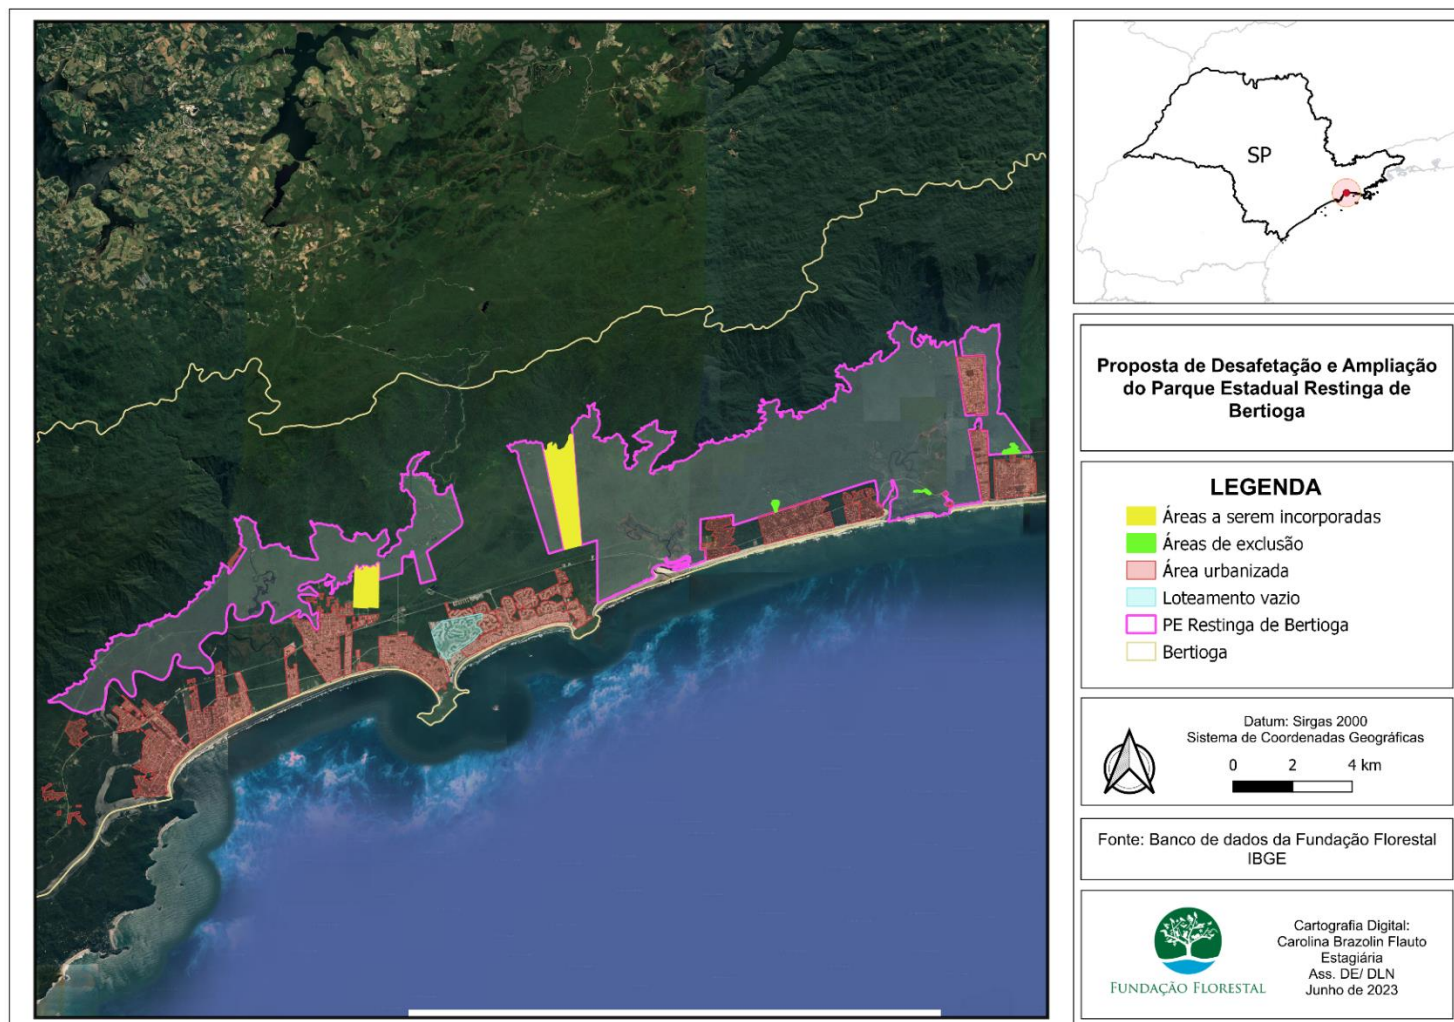 SP
Proposta de Desafetação e Ampliação
do Parque Estadual Restinga de
Bertioga
LEGENDA
Áreas a serem incorporadas
Áreas de exclusão
Área urbanizada
Loteamento vazio
PE Restinga de Bertioga
Bertioga
Datum: Sirgas 2000
Sistema de Coordenadas Geográficas
0 2 4 km
Fonte: Banco de dados da Fundação Florestal
IBGE
FUNDAÇÃO FLORESTAL
Cartografia Digital:
Carolina Brazolin Flauto
Estagiária
Ass. DE/ DLN
Junho de 2023